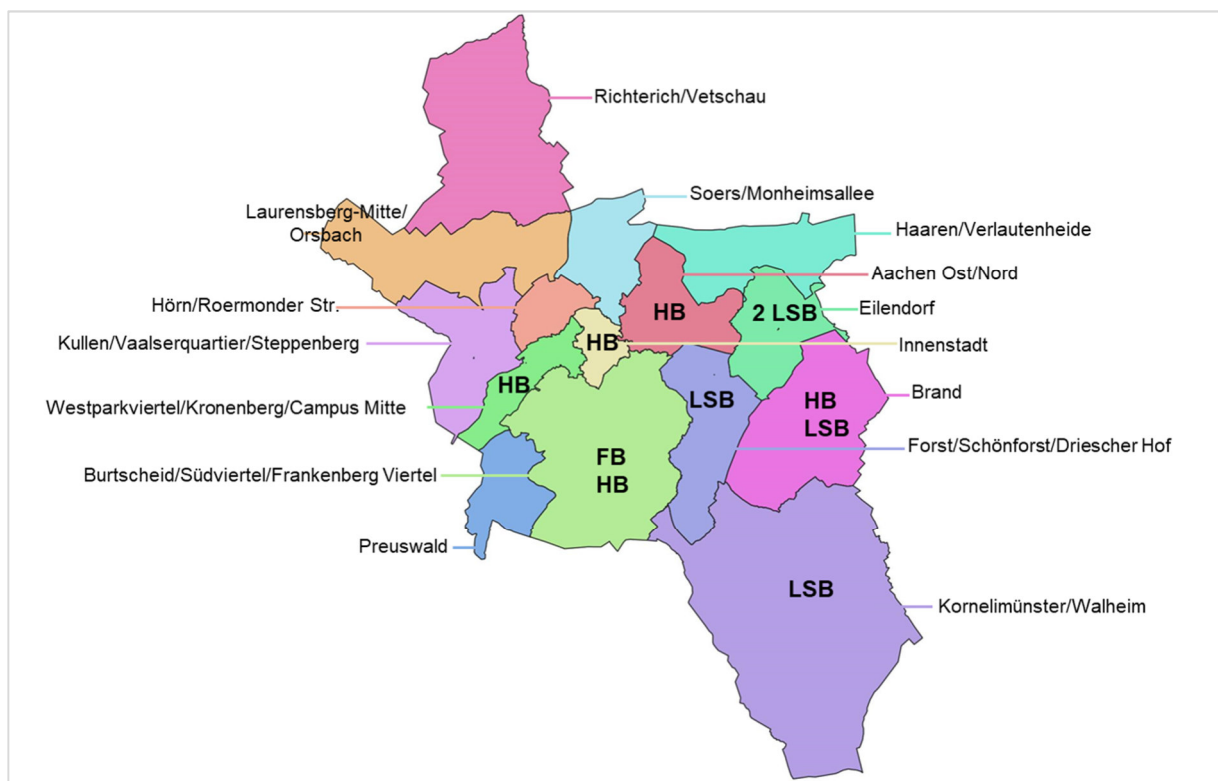 Richterich/Vetschau
Soers/Monheimsallee
Laurensberg-Mitte/
Orsbach
Haaren/Verlautenheide
Aachen Ost/Nord
Hörn/Roermonder Str.
HB
2 LSB
Eilendorf
Kullen/Vaalserquartier/Steppenberg
HB
Innenstadt
HB
Westparkviertel/Kronenberg/Campus Mitte
LSB
HB
LSB
Brand
Forst/Schönforst/Driescher Hof
Burtscheid/Südviertel/Frankenberg Viertel
FB
HB
Preuswald
LSB
Kornelimünster/Walheim